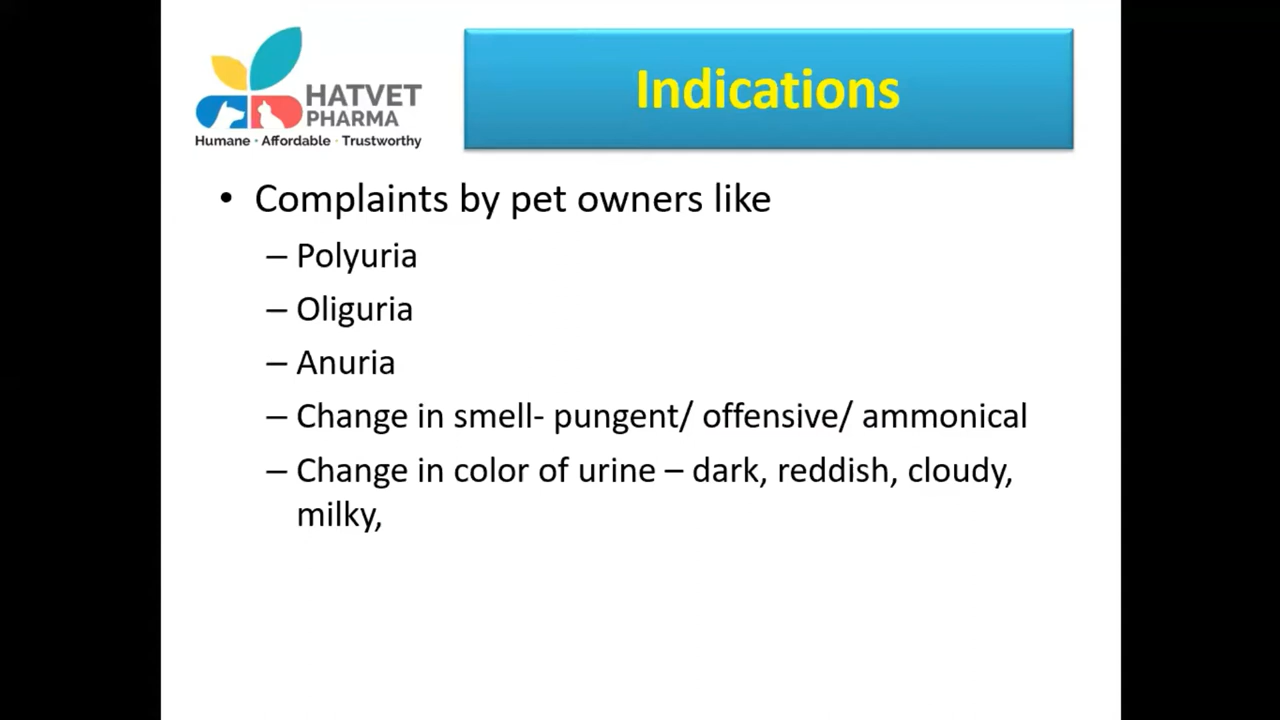 HATVET
PHARMA
Humane · Affordable · Trustworthy
Indications
• Complaints by pet owners like
– Polyuria
– Oliguria
– Anuria
– Change in smell- pungent/ offensive/ ammonical
– Change in color of urine – dark, reddish, cloudy,
milky,